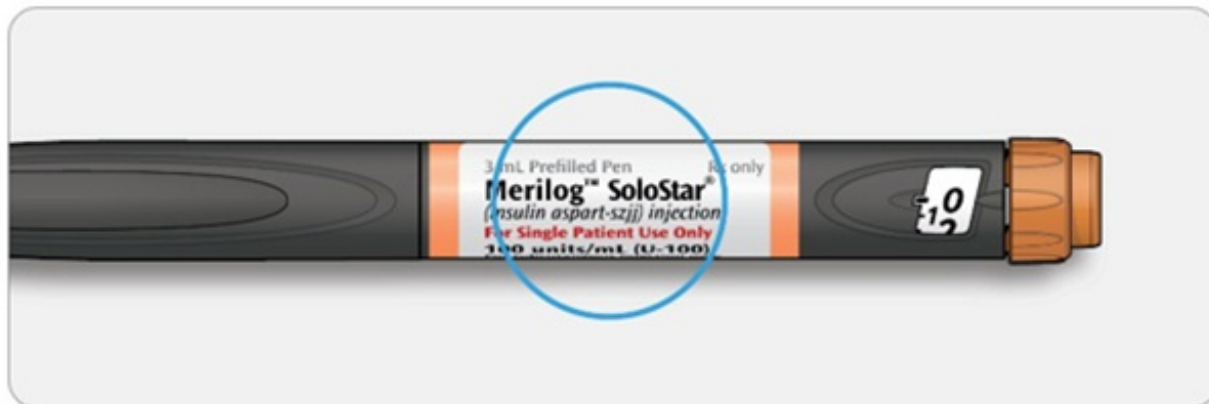 3 mL Prefilled Pen Rx only
Merilog™ SoloStar®
(insulin aspart-szjj) injection
For Single Patient Use Only
100 units/mL (U-100)
0
1
2